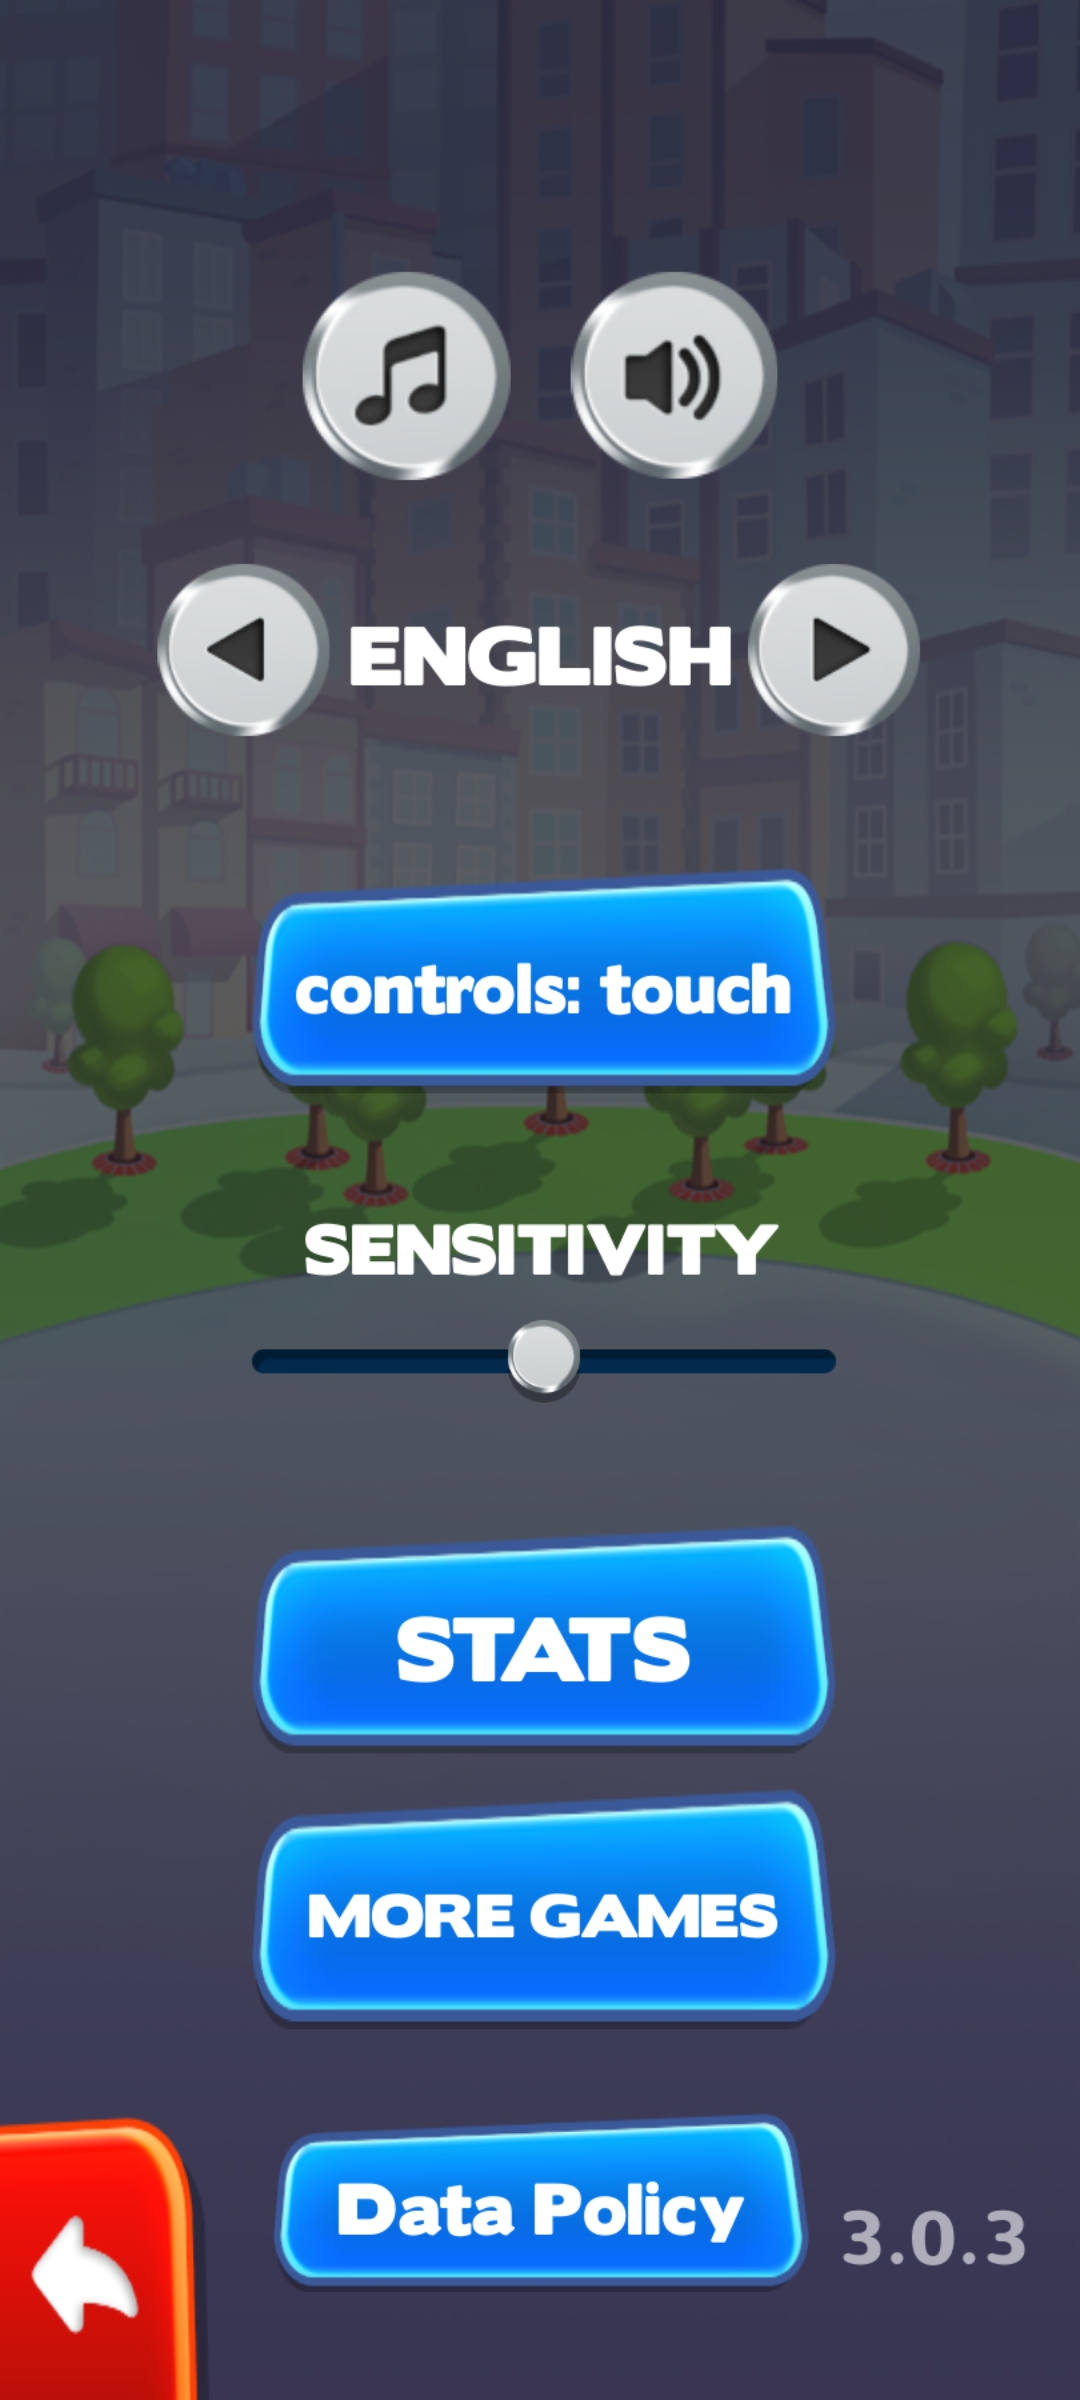 ENGLISH
controls: touch
SENSITIVITY
STATS
MORE GAMES
Data Policy
3.0.3